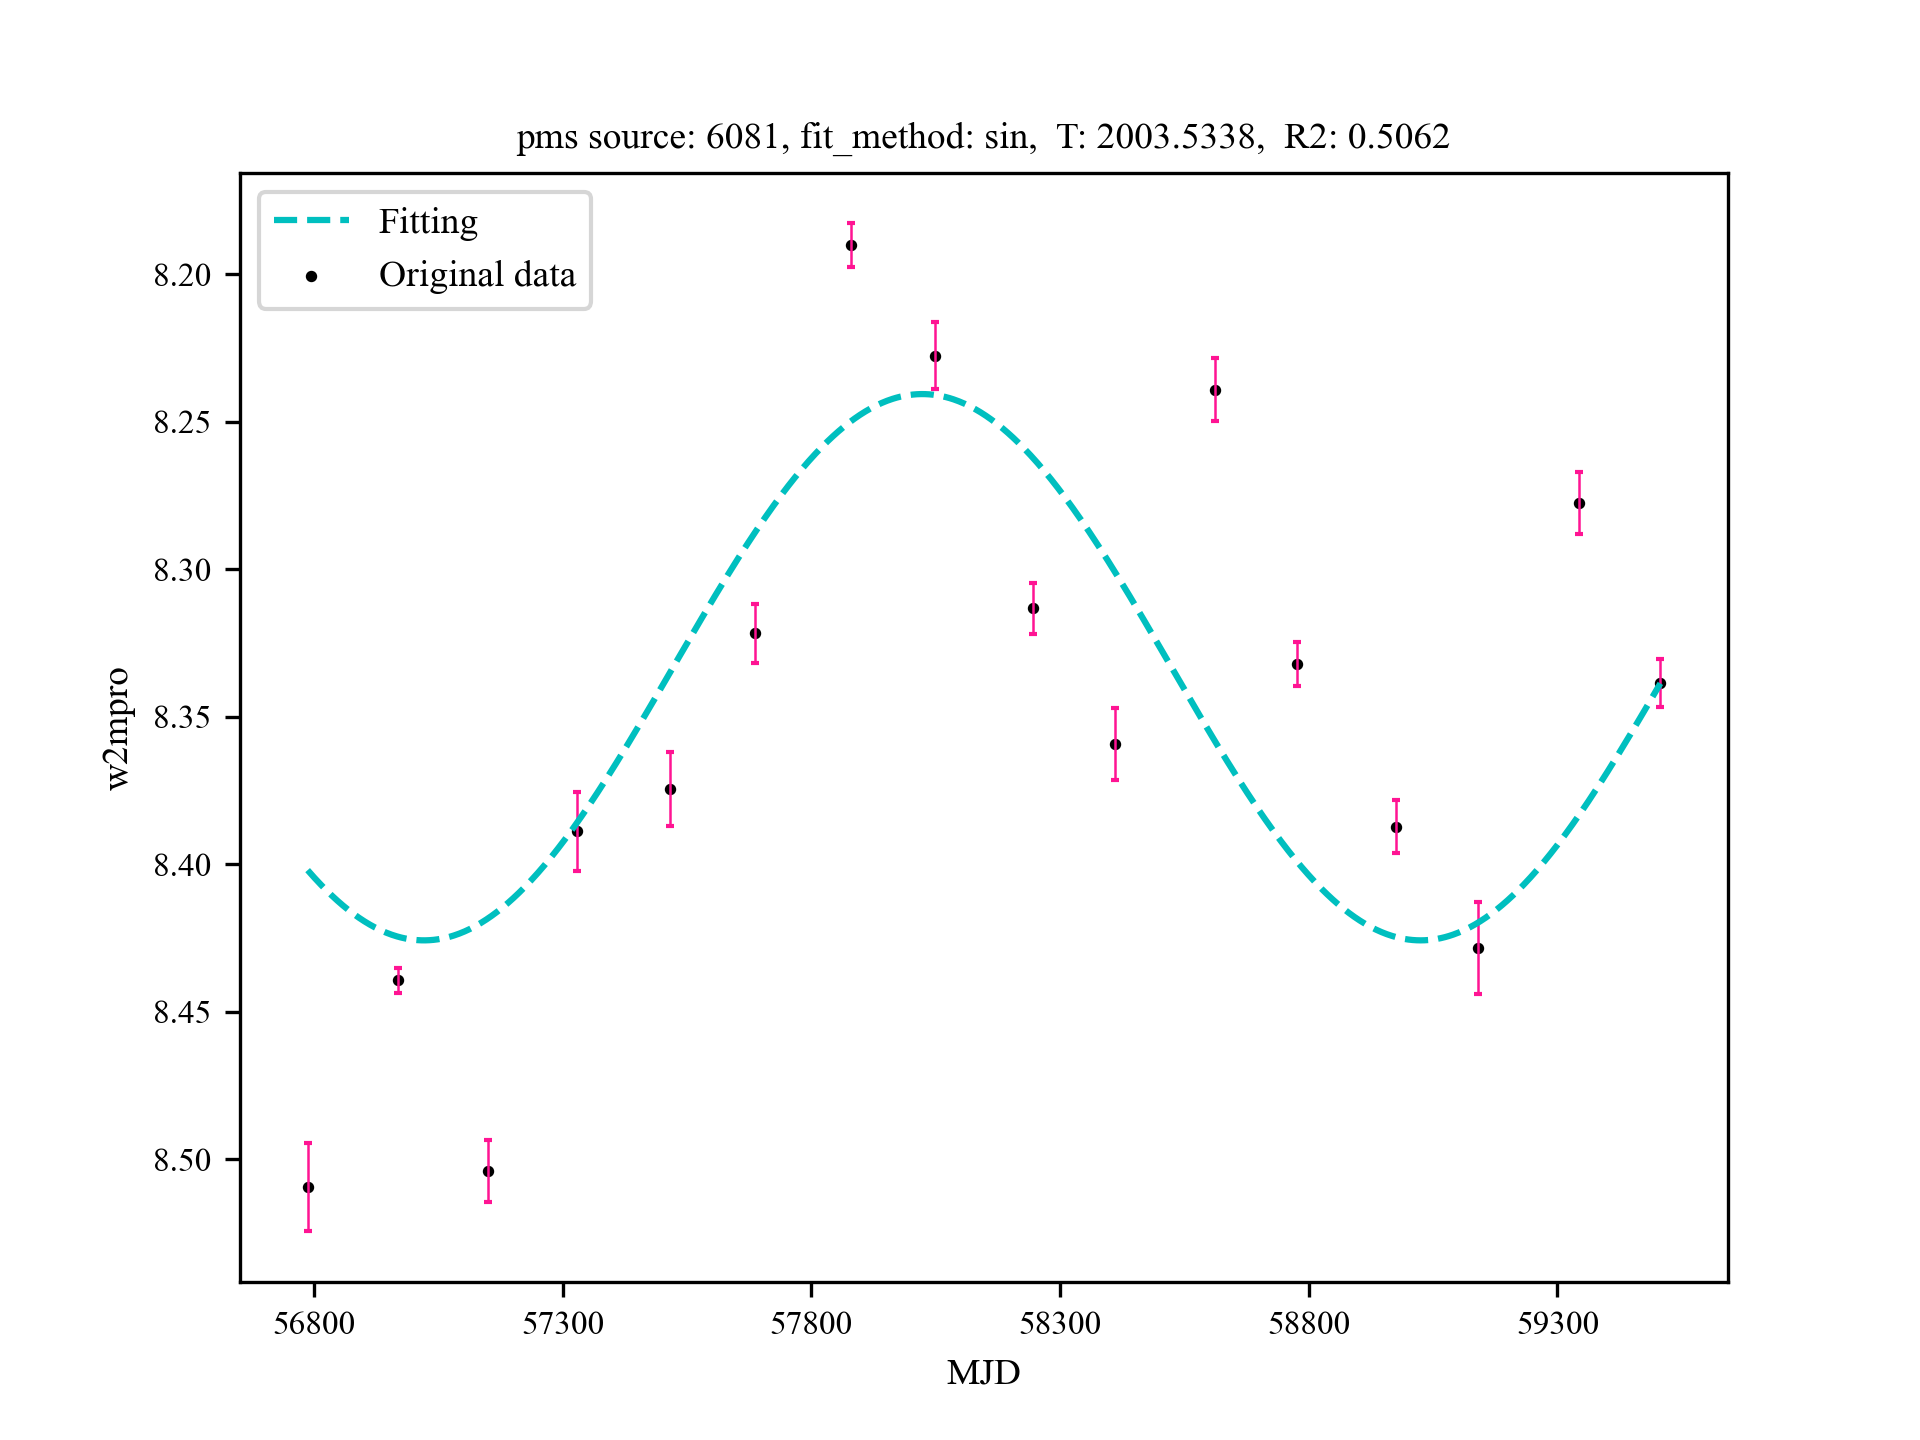 pms source: 6081, fit_method: sin,  T: 2003.5338,  R2: 0.5062
Fitting
Original data
8.20
8.25
8.30
8.35
8.40
8.45
8.50
w2mpro
56800 57300 57800 58300 58800 59300
MJD